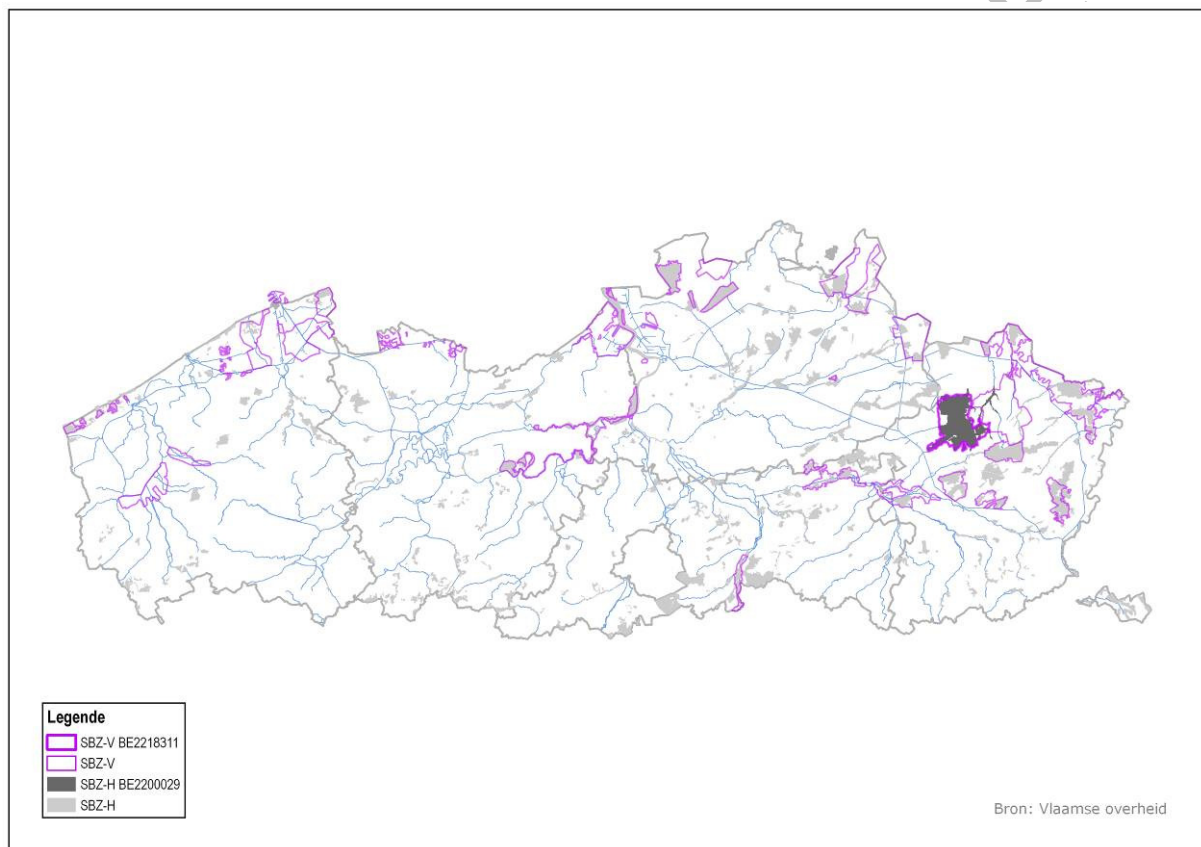 Legende
SBZ-V BE2218311
SBZ-V
SBZ-H BE2200029
SBZ-H
Bron: Vlaamse overheid